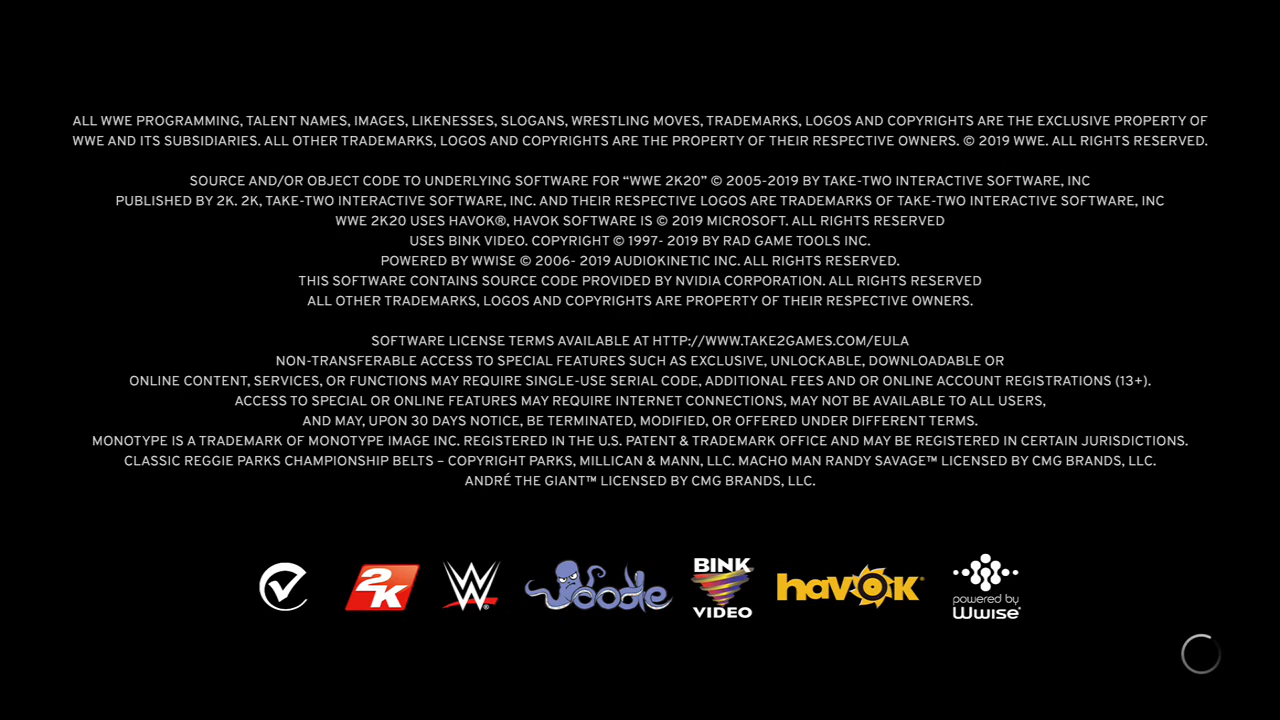 ALL WWE PROGRAMMING, TALENT NAMES, IMAGES, LIKENESSES, SLOGANS, WRESTLING MOVES, TRADEMARKS, LOGOS AND COPYRIGHTS ARE THE EXCLUSIVE PROPERTY OF
WWE AND ITS SUBSIDIARIES. ALL OTHER TRADEMARKS, LOGOS AND COPYRIGHTS ARE THE PROPERTY OF THEIR RESPECTIVE OWNERS. © 2019 WWE. ALL RIGHTS RESERVED.
SOURCE AND/OR OBJECT CODE TO UNDERLYING SOFTWARE FOR “WWE 2K20” © 2005-2019 BY TAKE-TWO INTERACTIVE SOFTWARE, INC
PUBLISHED BY 2K. 2K, TAKE-TWO INTERACTIVE SOFTWARE, INC. AND THEIR RESPECTIVE LOGOS ARE TRADEMARKS OF TAKE-TWO INTERACTIVE SOFTWARE, INC
WWE 2K20 USES HAVOK®, HAVOK SOFTWARE IS © 2019 MICROSOFT. ALL RIGHTS RESERVED
USES BINK VIDEO. COPYRIGHT © 1997- 2019 BY RAD GAME TOOLS INC.
POWERED BY WWISE © 2006- 2019 AUDIOKINETIC INC. ALL RIGHTS RESERVED.
THIS SOFTWARE CONTAINS SOURCE CODE PROVIDED BY NVIDIA CORPORATION. ALL RIGHTS RESERVED
ALL OTHER TRADEMARKS, LOGOS AND COPYRIGHTS ARE PROPERTY OF THEIR RESPECTIVE OWNERS.
SOFTWARE LICENSE TERMS AVAILABLE AT HTTP://WWW.TAKE2GAMES.COM/EULA
NON-TRANSFERABLE ACCESS TO SPECIAL FEATURES SUCH AS EXCLUSIVE, UNLOCKABLE, DOWNLOADABLE OR
ONLINE CONTENT, SERVICES, OR FUNCTIONS MAY REQUIRE SINGLE-USE SERIAL CODE, ADDITIONAL FEES AND OR ONLINE ACCOUNT REGISTRATIONS (13+).
ACCESS TO SPECIAL OR ONLINE FEATURES MAY REQUIRE INTERNET CONNECTIONS, MAY NOT BE AVAILABLE TO ALL USERS,
AND MAY, UPON 30 DAYS NOTICE, BE TERMINATED, MODIFIED, OR OFFERED UNDER DIFFERENT TERMS.
MONOTYPE IS A TRADEMARK OF MONOTYPE IMAGE INC. REGISTERED IN THE U.S. PATENT & TRADEMARK OFFICE AND MAY BE REGISTERED IN CERTAIN JURISDICTIONS.
CLASSIC REGGIE PARKS CHAMPIONSHIP BELTS – COPYRIGHT PARKS, MILLICAN & MANN, LLC. MACHO MAN RANDY SAVAGE™ LICENSED BY CMG BRANDS, LLC.
ANDRÉ THE GIANT™ LICENSED BY CMG BRANDS, LLC.
2K W® Oodle BINK VIDEO havok® powered by Wwise®